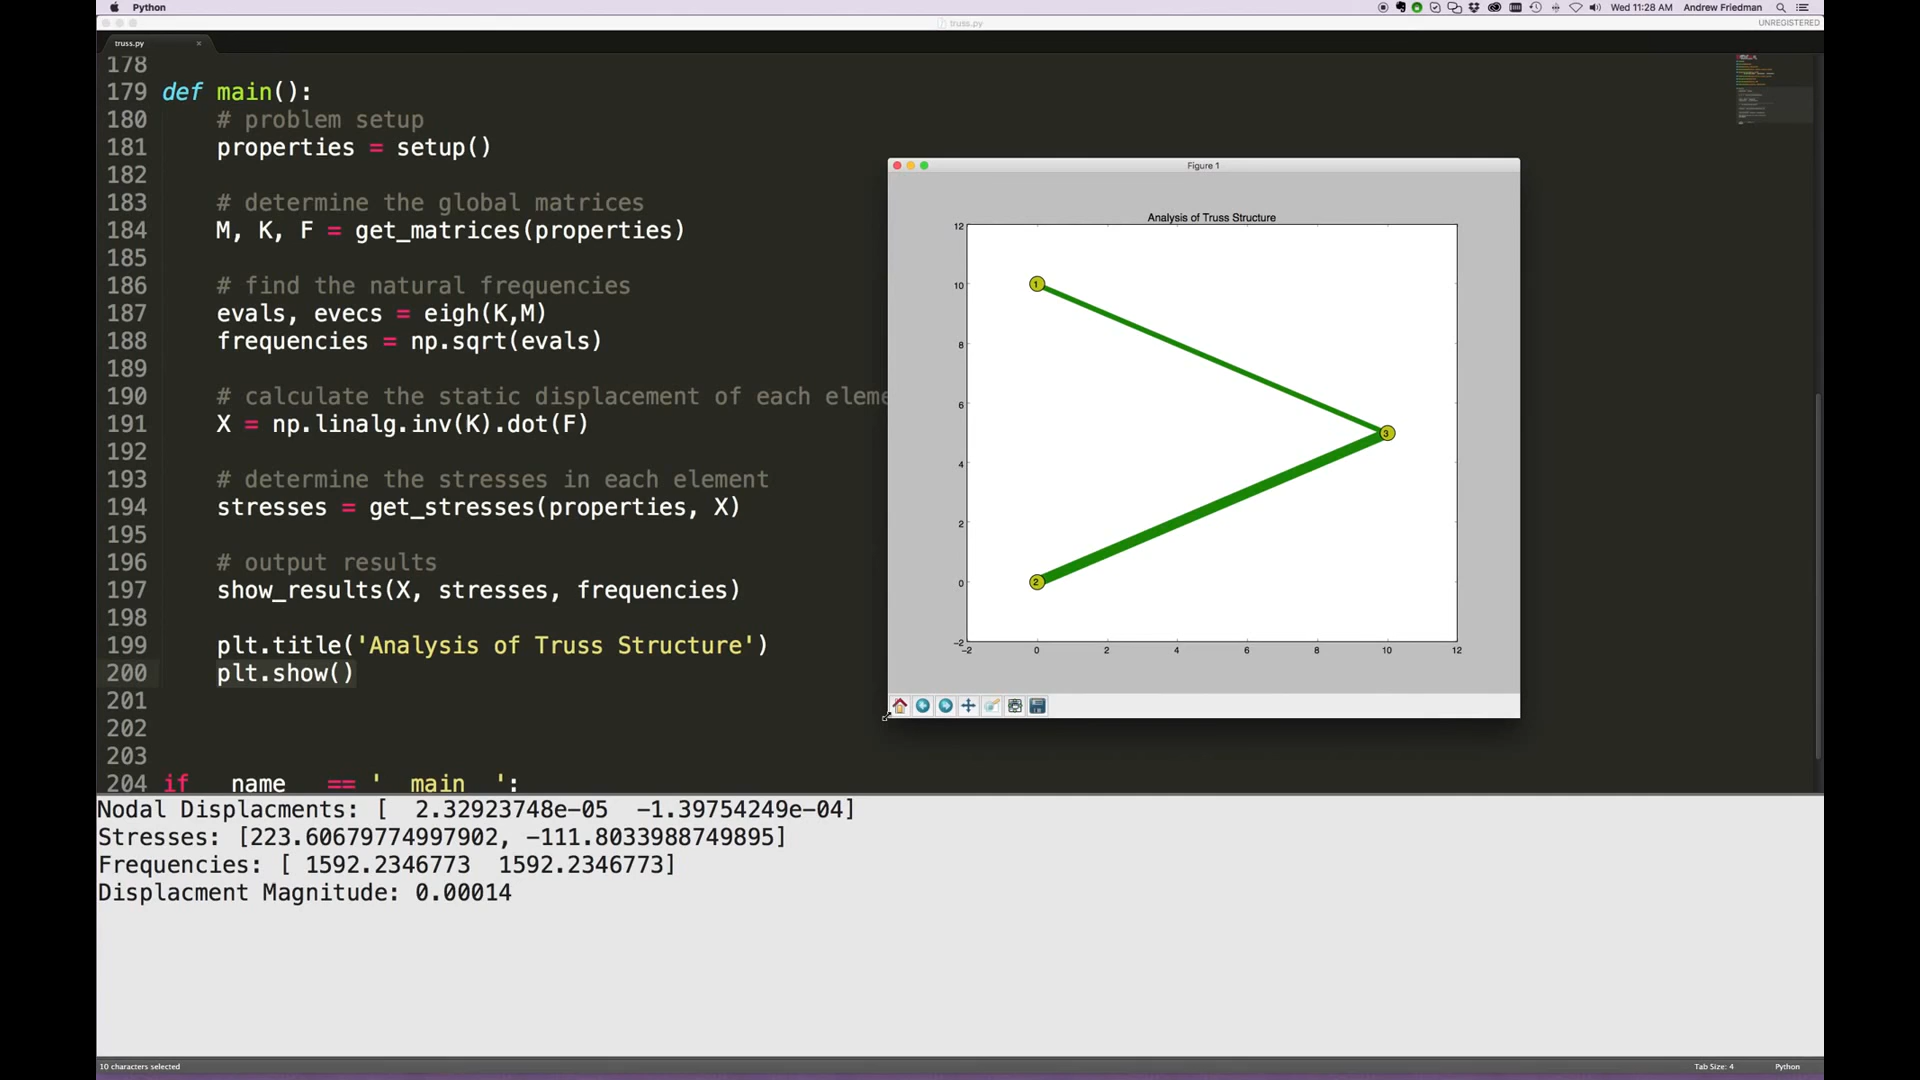 Python
Wed 11:28 AM Andrew Friedman
truss.py
UNREGISTERED
truss.py
178
179 def main():
180 # problem setup
181 properties = setup()
182
183 # determine the global matrices
184 M, K, F = get_matrices(properties)
185
186 # find the natural frequencies
187 evals, evecs = eigh(K,M)
188 frequencies = np.sqrt(evals)
189
190 # calculate the static displacement of each eleme
191 X = np.linalg.inv(K).dot(F)
192
193 # determine the stresses in each element
194 stresses = get_stresses(properties, X)
195
196 # output results
197 show_results(X, stresses, frequencies)
198
199 plt.title('Analysis of Truss Structure')
200 plt.show()
201
202
203
204 if __name__ == '__main__':
Figure 1
Analysis of Truss Structure
12
10
8
6
4
2
0
-2
-2 0 2 4 6 8 10 12
1
3
2
Nodal Displacments: [ 2.32923748e-05 -1.39754249e-04]
Stresses: [223.60679774997902, -111.8033988749895]
Frequencies: [ 1592.2346773 1592.2346773]
Displacment Magnitude: 0.00014
10 characters selected
Tab Size: 4 Python